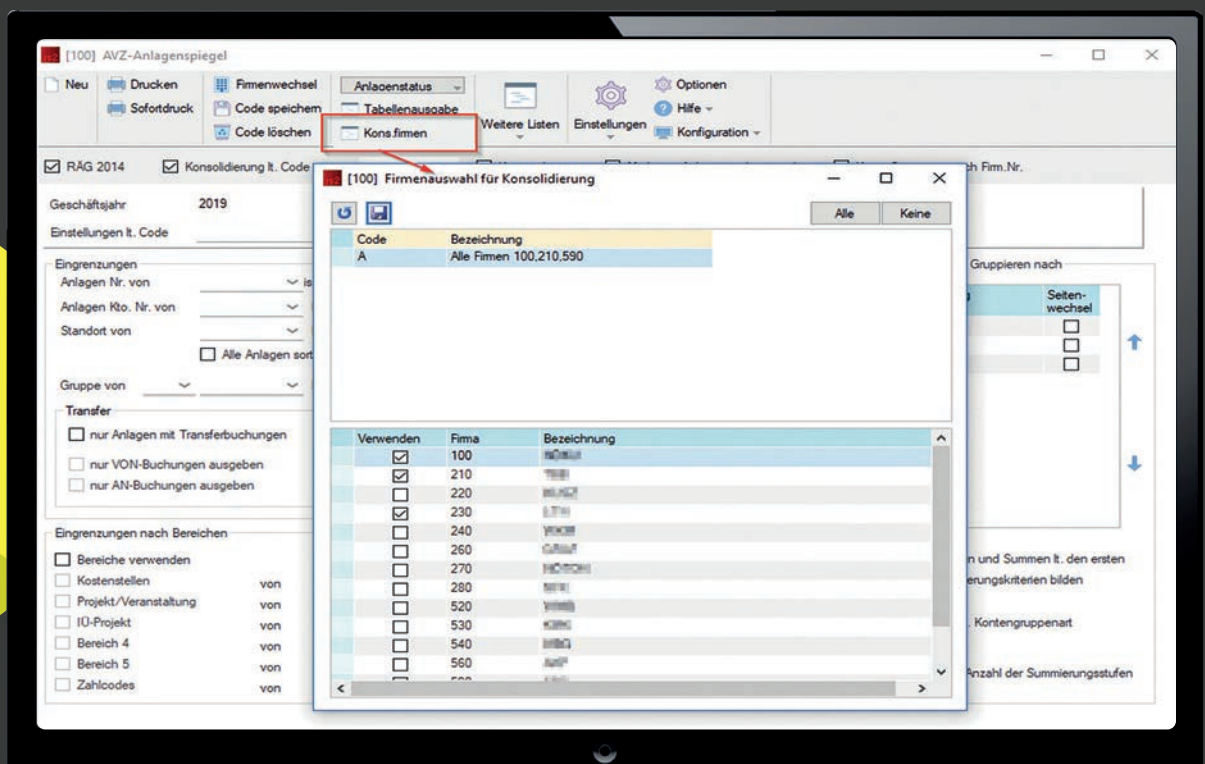 [100] AVZ-Anlagenspiegel
Neu Drucken Firmenwechsel Anlagenstatus Optionen
Sofortdruck Code speichern Tabellenausgabe Weitere Listen Einstellungen Hilfe
Code löschen Kons.firmen Konfiguration
RÄG 2014 Konsolidierung lt. Code Firm.Nr.
[100] Firmenauswahl für Konsolidierung
Alle Keine
Geschäftsjahr 2019
Einstellungen lt. Code
Code Bezeichnung
A Alle Firmen 100,210,590
Eingrenzungen
Anlagen Nr. von
Anlagen Kto. Nr. von
Standort von
Alle Anlagen
Gruppe von
Transfer
nur Anlagen mit Transferbuchungen
nur VON-Buchungen ausgeben
nur AN-Buchungen ausgeben
Gruppieren nach
Seiten-
wechsel
Verwenden Firma Bezeichnung
100
210
220
230
240
260
270
280
520
530
540
560
Eingrenzungen nach Bereichen
Bereiche verwenden
Kostenstellen von
Projekt/Veranstaltung von
IÜ-Projekt von
Bereich 4 von
Bereich 5 von
Zahlcodes von
und Summen lt. den ersten
bilden
Kontengruppenart
Anzahl der Summierungsstufen